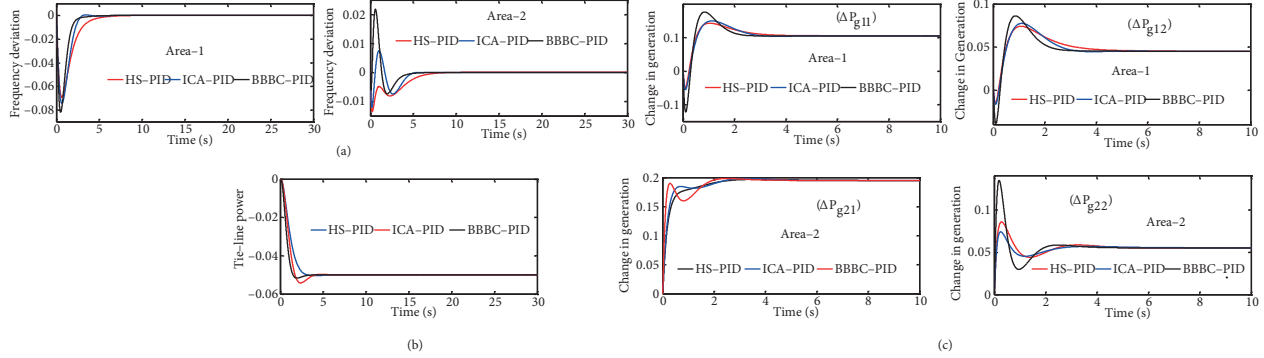 Frequency deviation
0
−0.02
−0.04
−0.06
−0.08
Area−1
HS−PID ICA−PID BBBC−PID
0 5 10 15 20 25 30
Time (s)
Frequency deviation
0.02
0.01
0
−0.01
Area−2
HS−PID ICA−PID BBBC−PID
0 5 10 15 20 25 30
Time (s)
(a)
Tie−line power
0
−0.02
−0.04
−0.06
HS−PID ICA−PID BBBC−PID
0 5 10 15 20 25 30
Time (s)
(b)
Change in generation
0.2
0.1
0
−0.1
(ΔPg11)
Area−1
HS−PID ICA−PID BBBC−PID
0 2 4 6 8 10
Time (s)
Change in Generation
0.1
0.05
0
(ΔPg12)
Area−1
HS−PID ICA−PID BBBC−PID
0 2 4 6 8 10
Time (s)
Change in generation
0.2
0.15
0.1
0.05
0
(ΔPg21)
Area−2
HS−PID ICA−PID BBBC−PID
0 2 4 6 8 10
Time (s)
Change in generation
0.1
0.05
0
(ΔPg22)
Area−2
HS−PID ICA−PID BBBC−PID
0 2 4 6 8 10
Time (s)
(c)